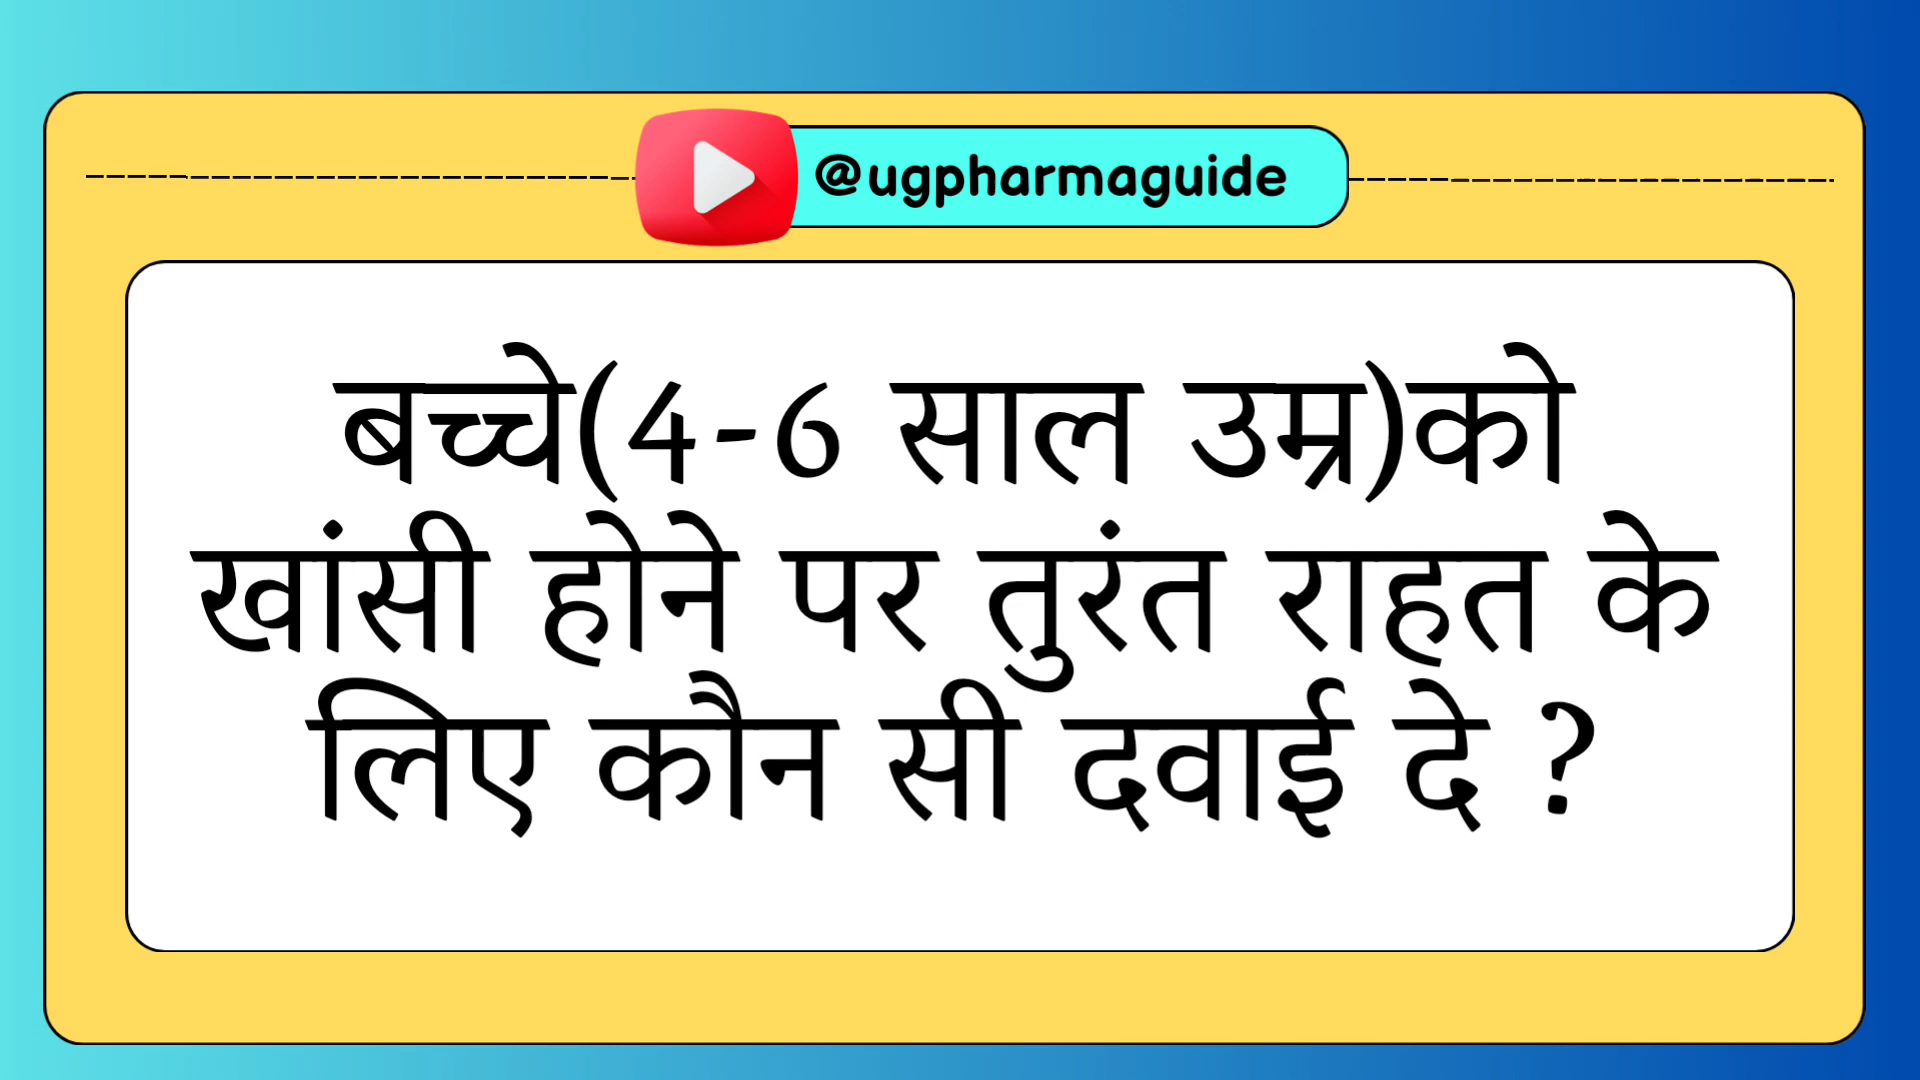 @ugpharmaguide
बच्चे(4-6 साल उम्र)को
खांसी होने पर तुरंत राहत के
लिए कौन सी दवाई दे ?